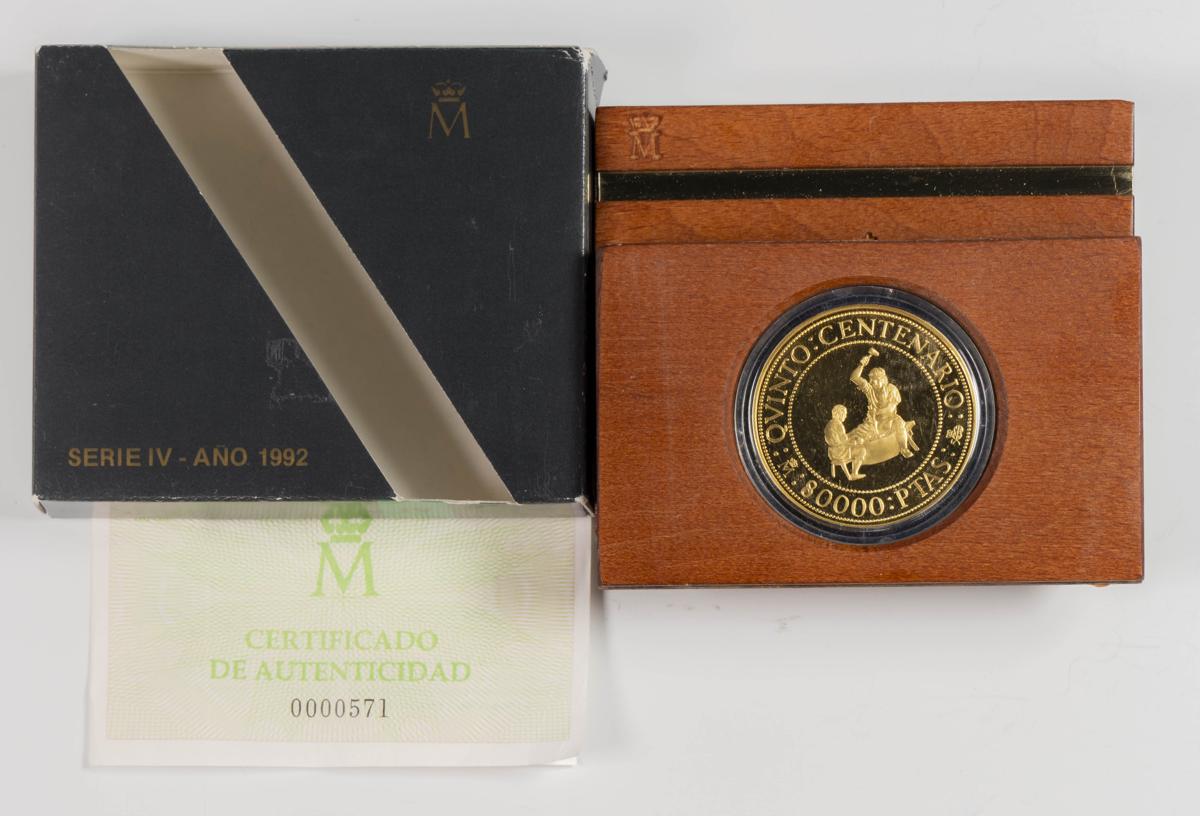 M
SERIE IV - AÑO 1992
M
CERTIFICADO
DE AUTENTICIDAD
0000571
M
QVINTO:CENTENARIO:
M:80000:PTAS: